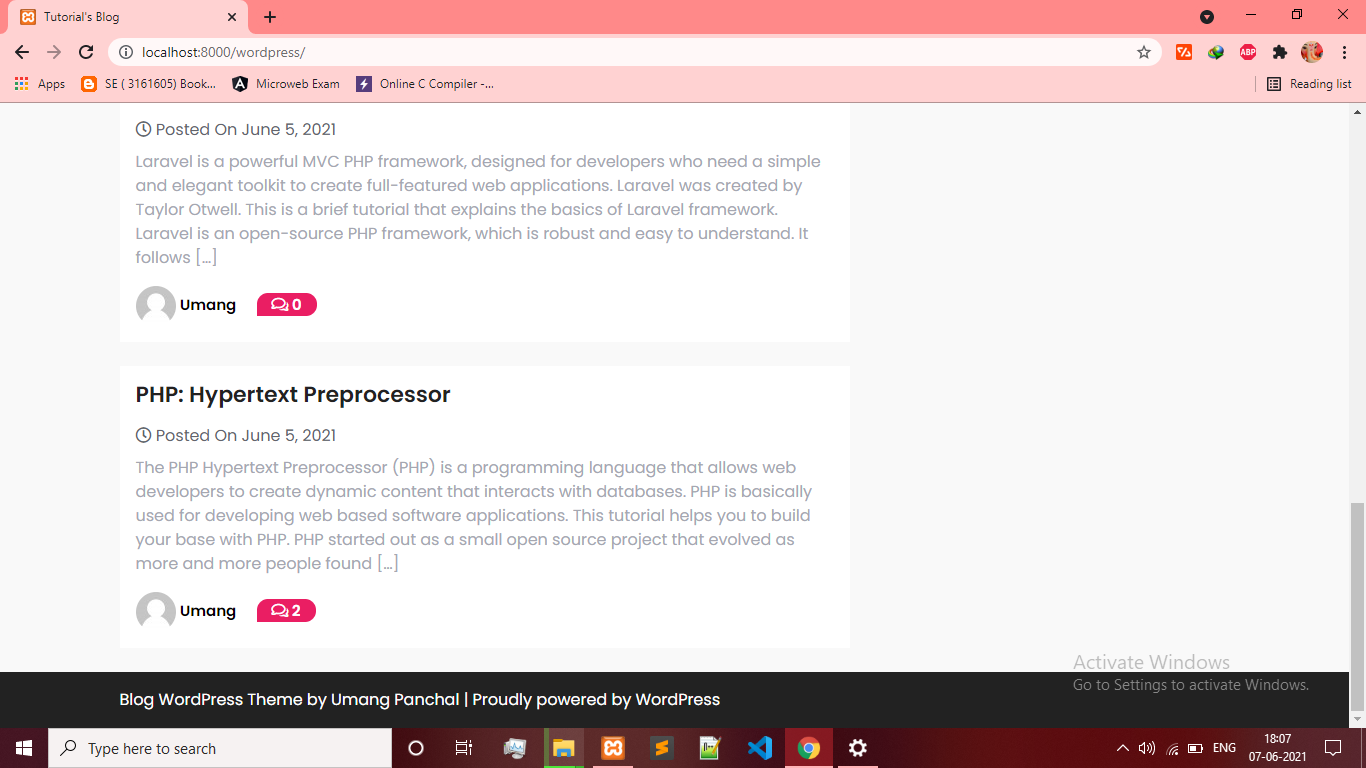 Tutorial's Blog
localhost:8000/wordpress/
ABP
Apps
SE ( 3161605) Book...
Microweb Exam
Online C Compiler -...
Reading list
Posted On June 5, 2021
Laravel is a powerful MVC PHP framework, designed for developers who need a simple
and elegant toolkit to create full-featured web applications. Laravel was created by
Taylor Otwell. This is a brief tutorial that explains the basics of Laravel framework.
Laravel is an open-source PHP framework, which is robust and easy to understand. It
follows […]
Umang
0
PHP: Hypertext Preprocessor
Posted On June 5, 2021
The PHP Hypertext Preprocessor (PHP) is a programming language that allows web
developers to create dynamic content that interacts with databases. PHP is basically
used for developing web based software applications. This tutorial helps you to build
your base with PHP. PHP started out as a small open source project that evolved as
more and more people found […]
Umang
2
Activate Windows
Go to Settings to activate Windows.
Blog WordPress Theme by Umang Panchal | Proudly powered by WordPress
Type here to search
ENG
18:07
07-06-2021